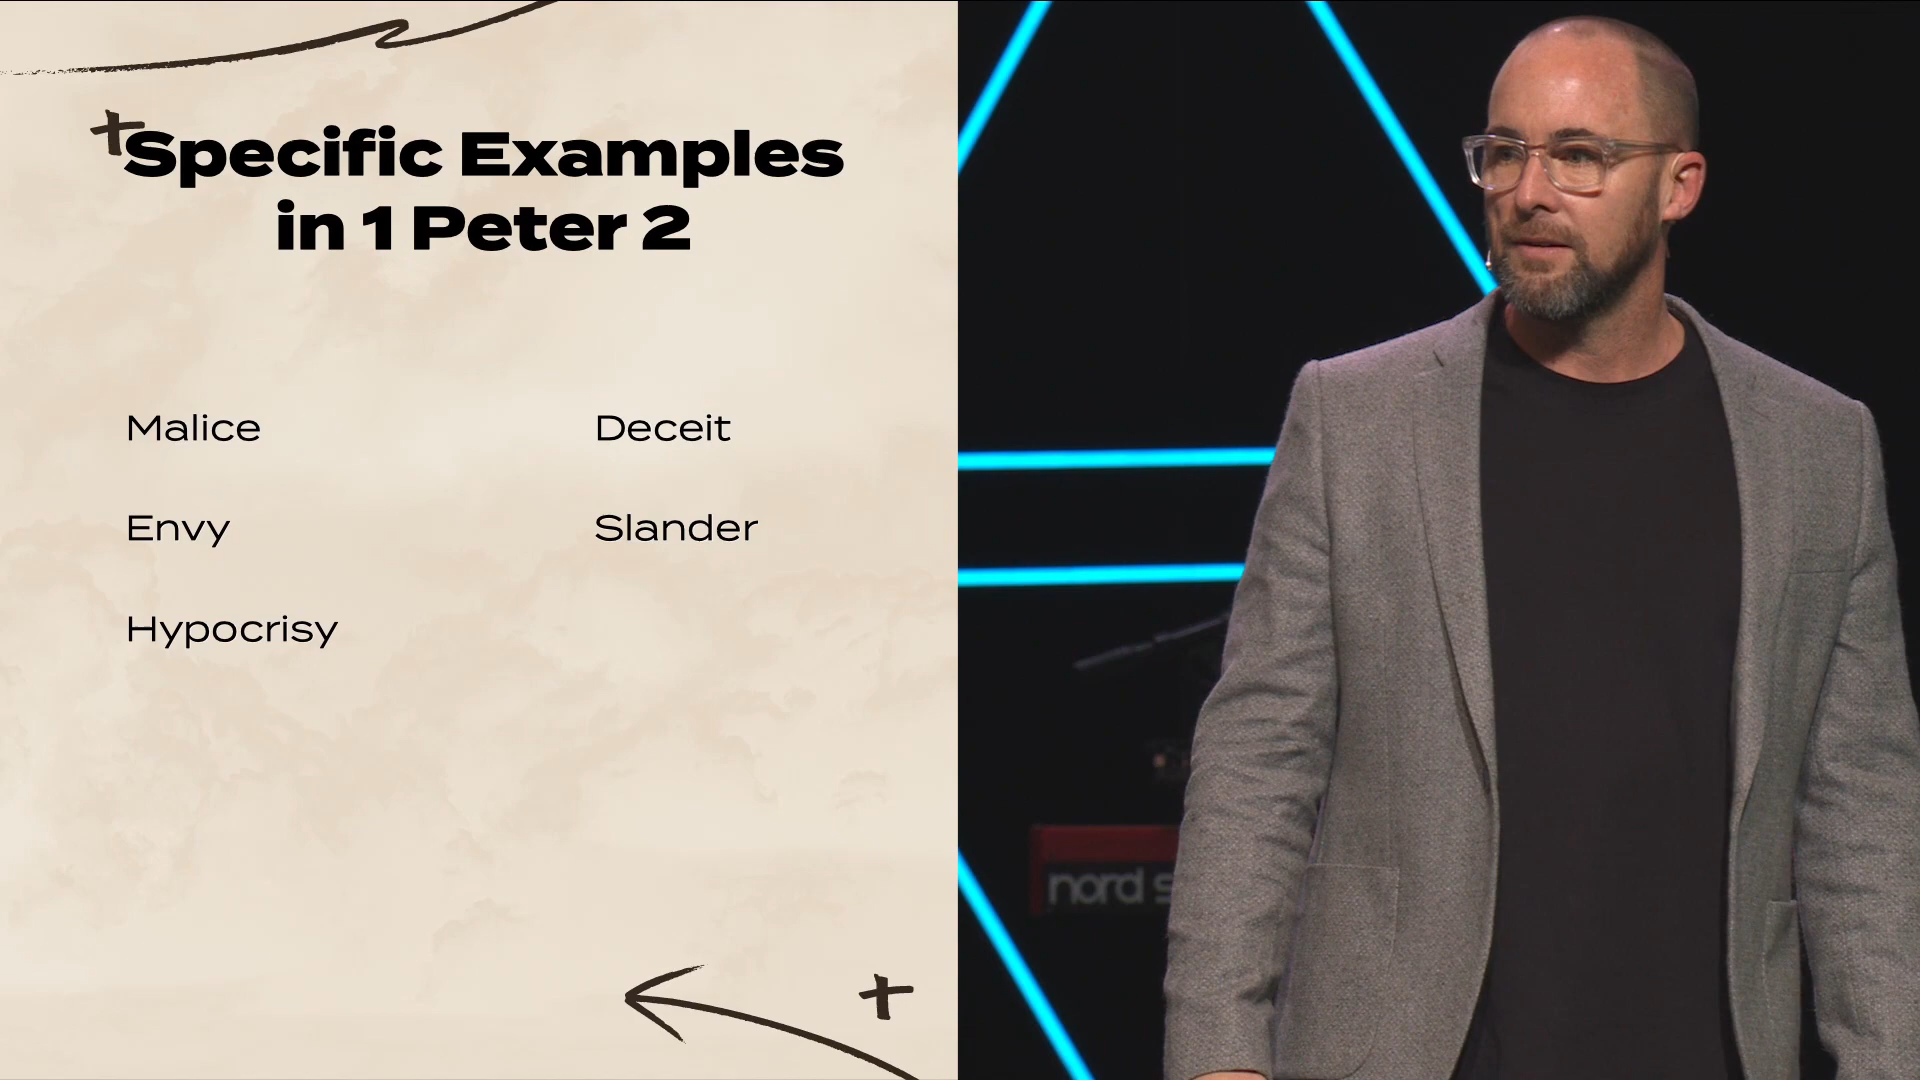 Specific Examples
in 1 Peter 2
Malice
Deceit
Envy
Slander
Hypocrisy
nord s